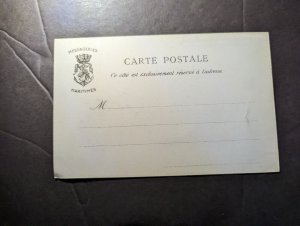 MESSAGERIES
MARITIMES
CARTE POSTALE
Ce côté est exclusivement réservé à l'adresse
M